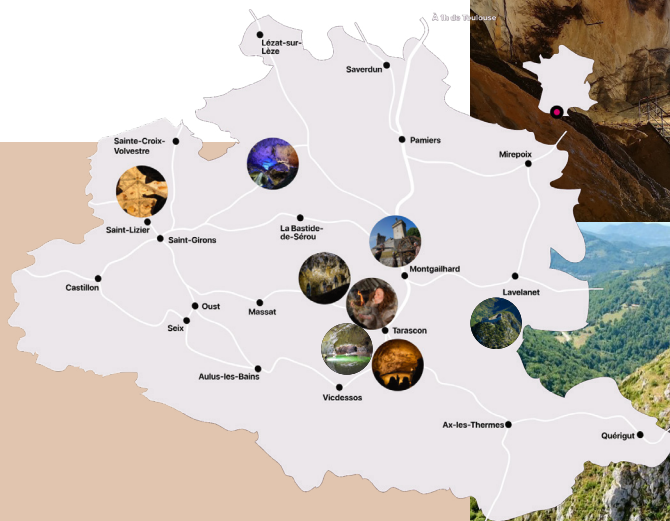 À 1h de Toulouse
Lézat-sur-
Lèze
Saverdun
Sainte-Croix-
Volvestre
Pamiers
Mirepoix
Saint-Lizier
Saint-Girons
La Bastide-
de-Sérou
Montgailhard
Castillon
Lavelanet
Oust
Massat
Seix
Tarascon
Aulus-les-Bains
Vicdessos
Ax-les-Thermes
Quérigut